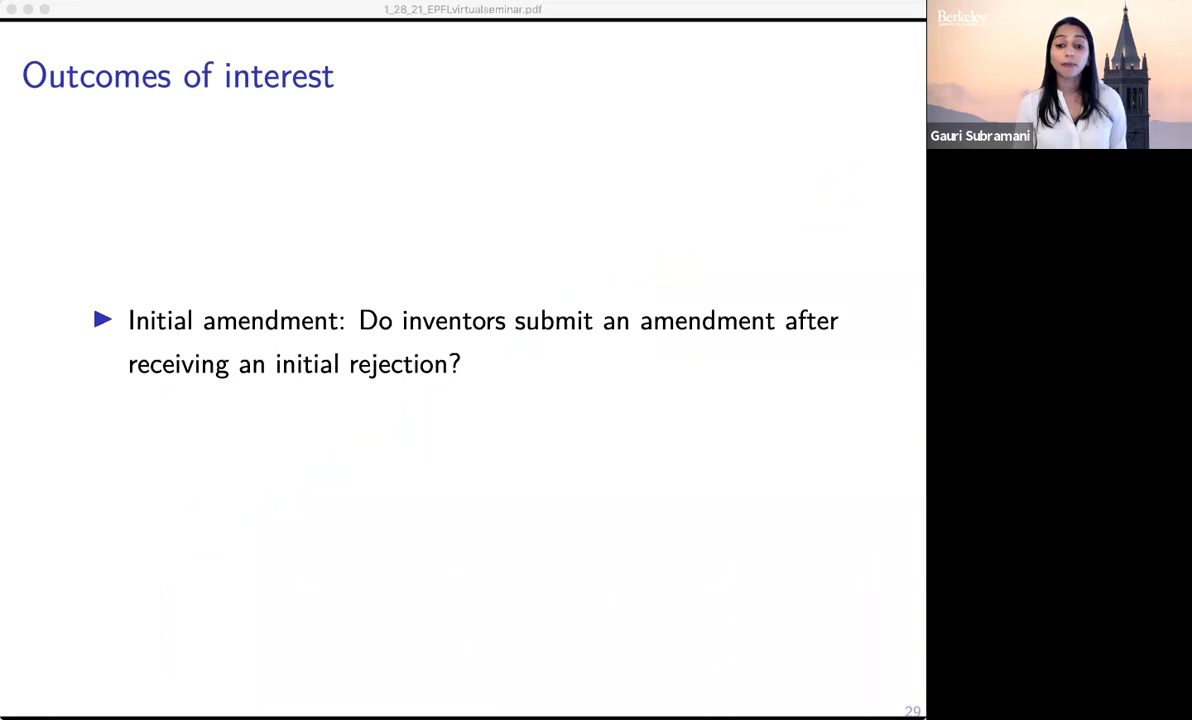 1_28_21_EPFLvirtualseminar.pdf
Outcomes of interest
Initial amendment: Do inventors submit an amendment after
receiving an initial rejection?
29
Berkeley
Gauri Subramani